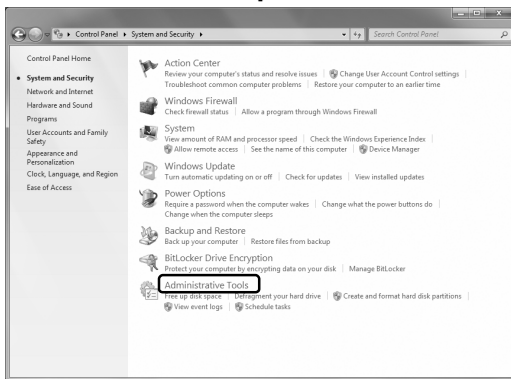 Control Panel ▸ System and Security ▸
Search Control Panel
Control Panel Home
System and Security
Network and Internet
Hardware and Sound
Programs
User Accounts and Family
Safety
Appearance and
Personalization
Clock, Language, and Region
Ease of Access
Action Center
Review your computer's status and resolve issues | Change User Account Control settings |
Troubleshoot common computer problems | Restore your computer to an earlier time
Windows Firewall
Check firewall status | Allow a program through Windows Firewall
System
View amount of RAM and processor speed | Check the Windows Experience Index |
Allow remote access | See the name of this computer | Device Manager
Windows Update
Turn automatic updating on or off | Check for updates | View installed updates
Power Options
Require a password when the computer wakes | Change what the power buttons do |
Change when the computer sleeps
Backup and Restore
Back up your computer | Restore files from backup
BitLocker Drive Encryption
Protect your computer by encrypting data on your disk | Manage BitLocker
Administrative Tools
Free up disk space | Defragment your hard drive | Create and format hard disk partitions |
View event logs | Schedule tasks